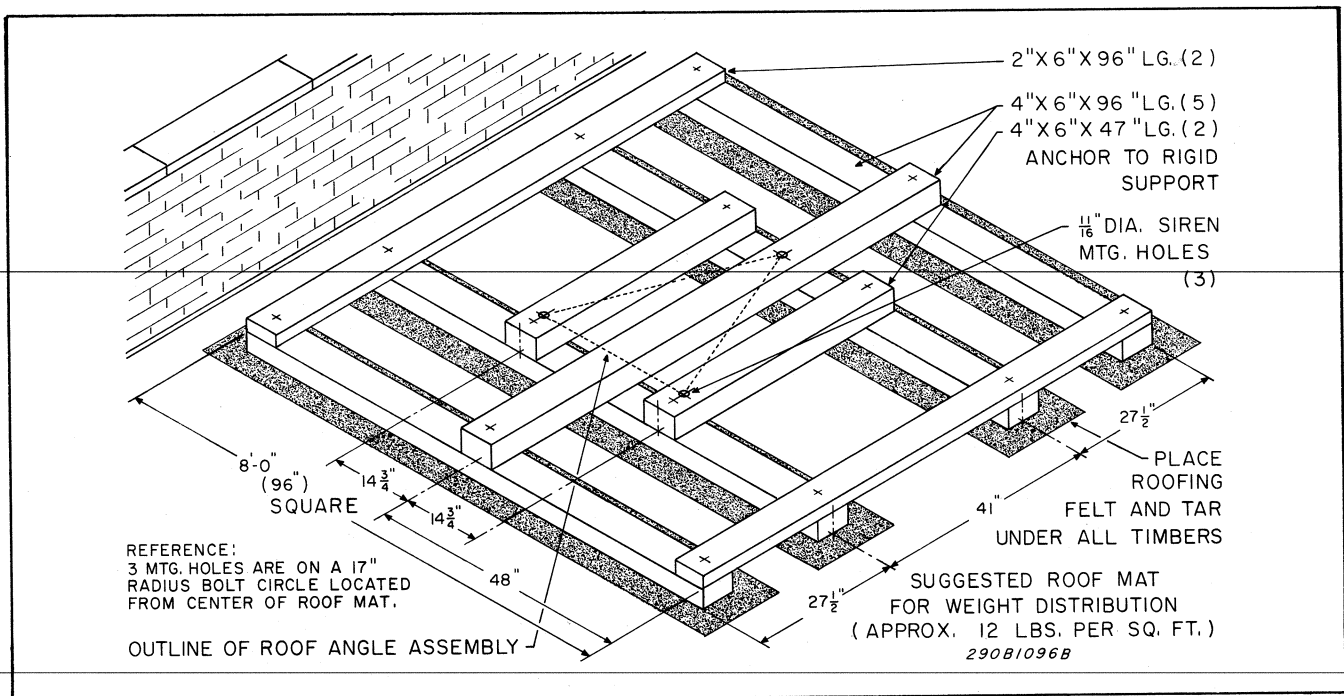 2"X6"X96" LG. (2)
4"X6"X96" LG. (5)
4"X6"X47" LG. (2)
ANCHOR TO RIGID
SUPPORT
11/16" DIA. SIREN
MTG. HOLES
(3)
27 1/2"
PLACE
ROOFING
FELT AND TAR
UNDER ALL TIMBERS
41"
27 1/2"
8'-0"
(96")
SQUARE
14 3/4"
14 3/4"
48"
REFERENCE:
3 MTG. HOLES ARE ON A 17"
RADIUS BOLT CIRCLE LOCATED
FROM CENTER OF ROOF MAT.
OUTLINE OF ROOF ANGLE ASSEMBLY
SUGGESTED ROOF MAT
FOR WEIGHT DISTRIBUTION
(APPROX. 12 LBS. PER SQ. FT.)
290B1096B